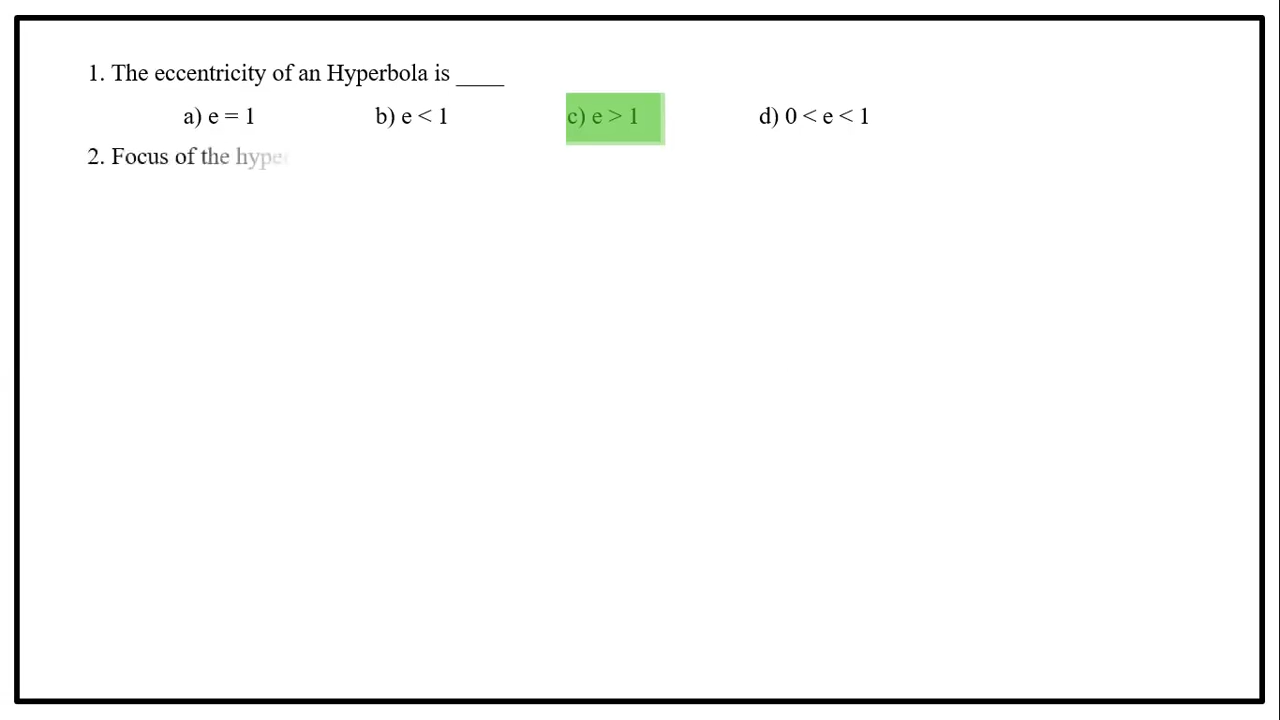 1. The eccentricity of an Hyperbola is ____
a) e = 1 b) e < 1 c) e > 1 d) 0 < e < 1
2. Focus of the